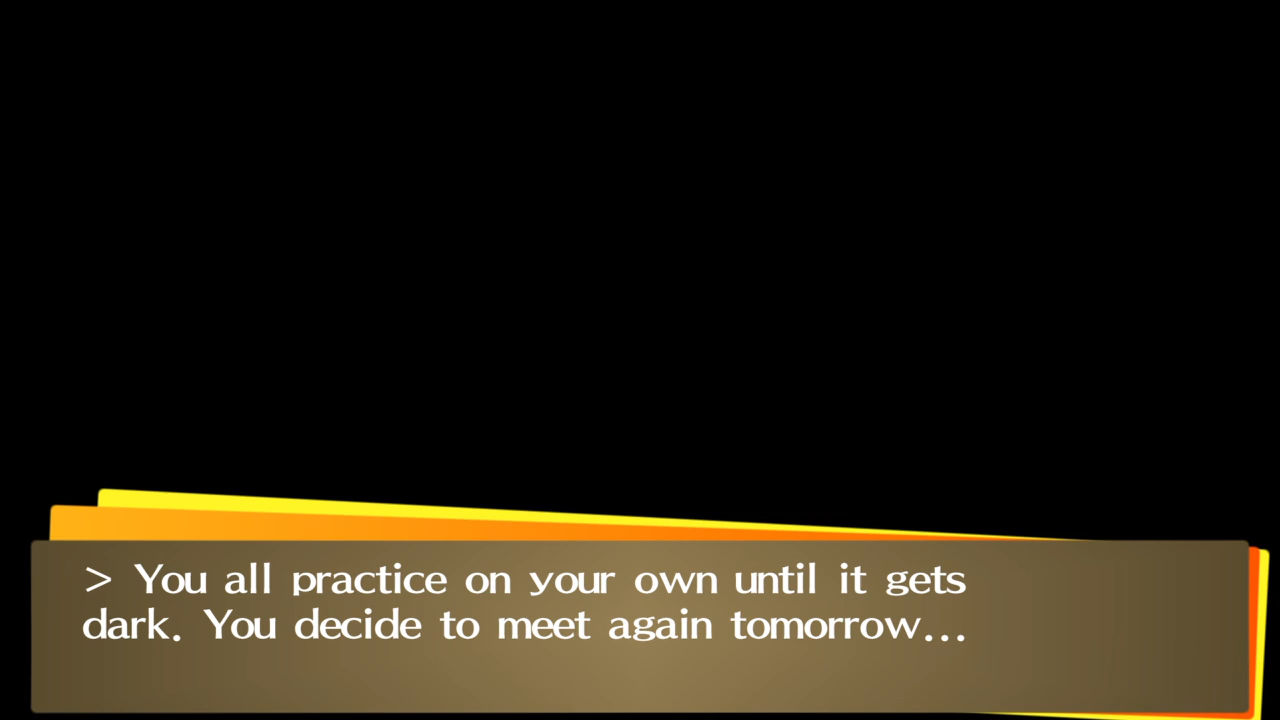 > You all practice on your own until it gets
dark. You decide to meet again tomorrow...